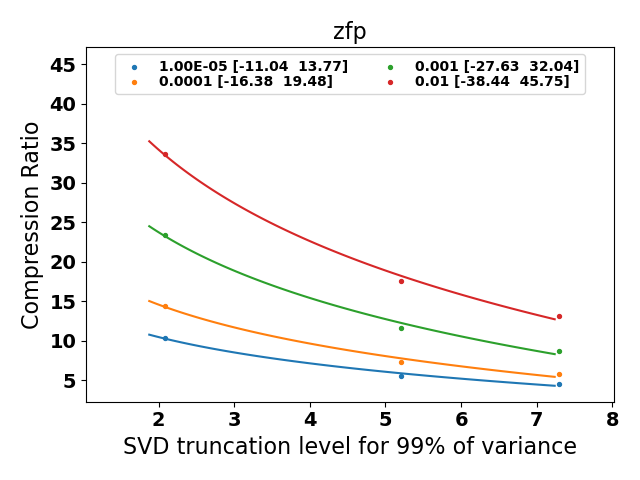 zfp
1.00E-05 [-11.04  13.77]
0.0001 [-16.38  19.48]
0.001 [-27.63  32.04]
0.01 [-38.44  45.75]
Compression Ratio
45
40
35
30
25
20
15
10
5
2 3 4 5 6 7 8
SVD truncation level for 99% of variance